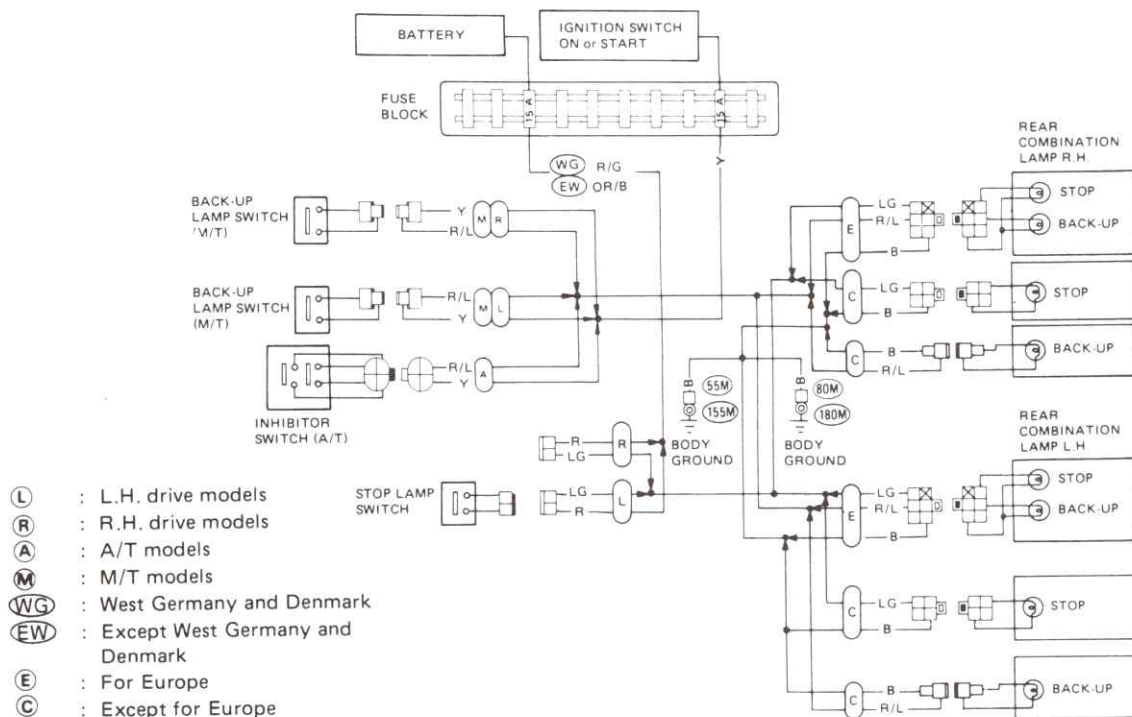 BATTERY
IGNITION SWITCH
ON or START
FUSE
BLOCK
15 A
15 A
Y
WG R/G
EW OR/B
BACK-UP
LAMP SWITCH
(M/T)
Y
R/L
M R
BACK-UP
LAMP SWITCH
(M/T)
R/L
Y
M L
INHIBITOR
SWITCH (A/T)
R/L
Y
A
B
55M
155M
BODY
GROUND
B
80M
180M
BODY
GROUND
STOP LAMP
SWITCH
R
LG
R
LG
R
L
REAR
COMBINATION
LAMP R.H.
E
LG
R/L
B
STOP
BACK-UP
C
LG
B
STOP
C
B
R/L
BACK-UP
REAR
COMBINATION
LAMP L.H.
E
LG
R/L
B
STOP
BACK-UP
C
LG
B
STOP
C
B
R/L
BACK-UP
L : L.H. drive models
R : R.H. drive models
A : A/T models
M : M/T models
WG : West Germany and Denmark
EW : Except West Germany and
Denmark
E : For Europe
C : Except for Europe